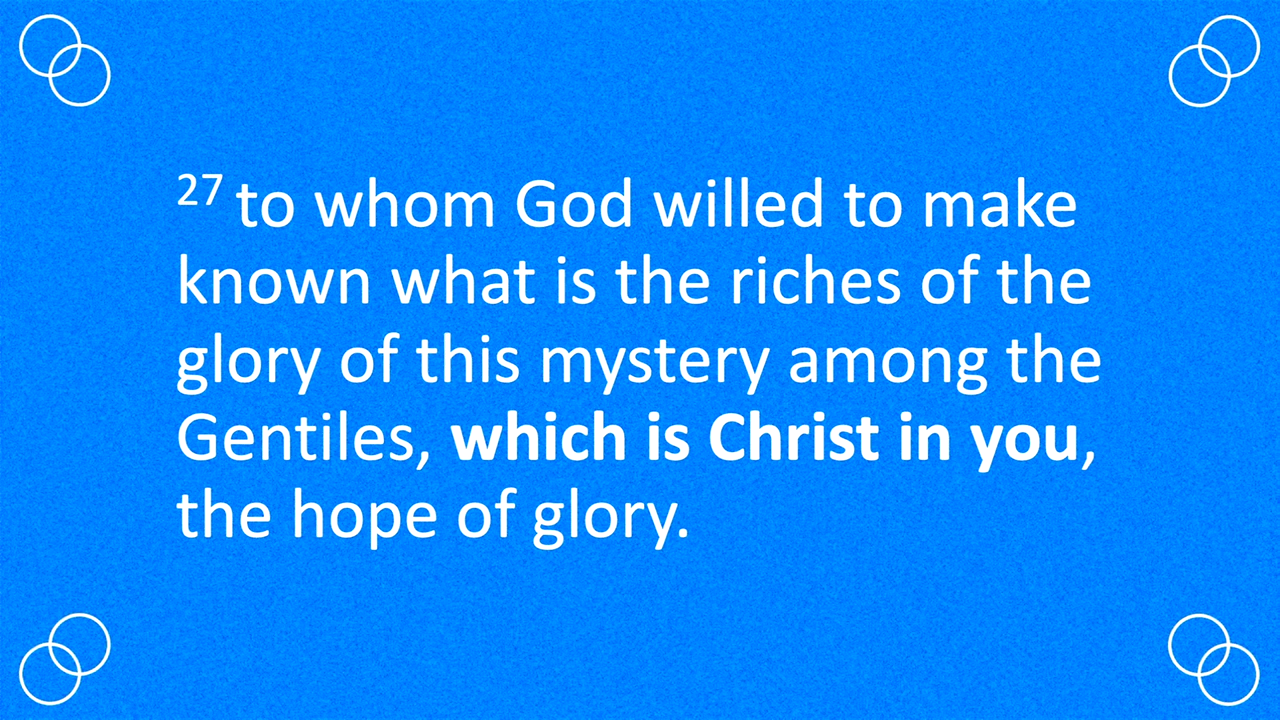 27 to whom God willed to make
known what is the riches of the
glory of this mystery among the
Gentiles, which is Christ in you,
the hope of glory.